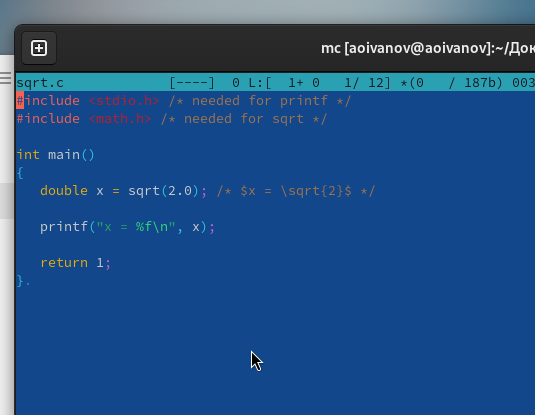 mc [aoivanov@aoivanov]:~/Док
sqrt.c [----] 0 L:[ 1+ 0 1/ 12] *(0 / 187b) 003
#include <stdio.h> /* needed for printf */
#include <math.h> /* needed for sqrt */
int main()
{
double x = sqrt(2.0); /* $x = \sqrt{2}$ */
printf("x = %f\n", x);
return 1;
}.